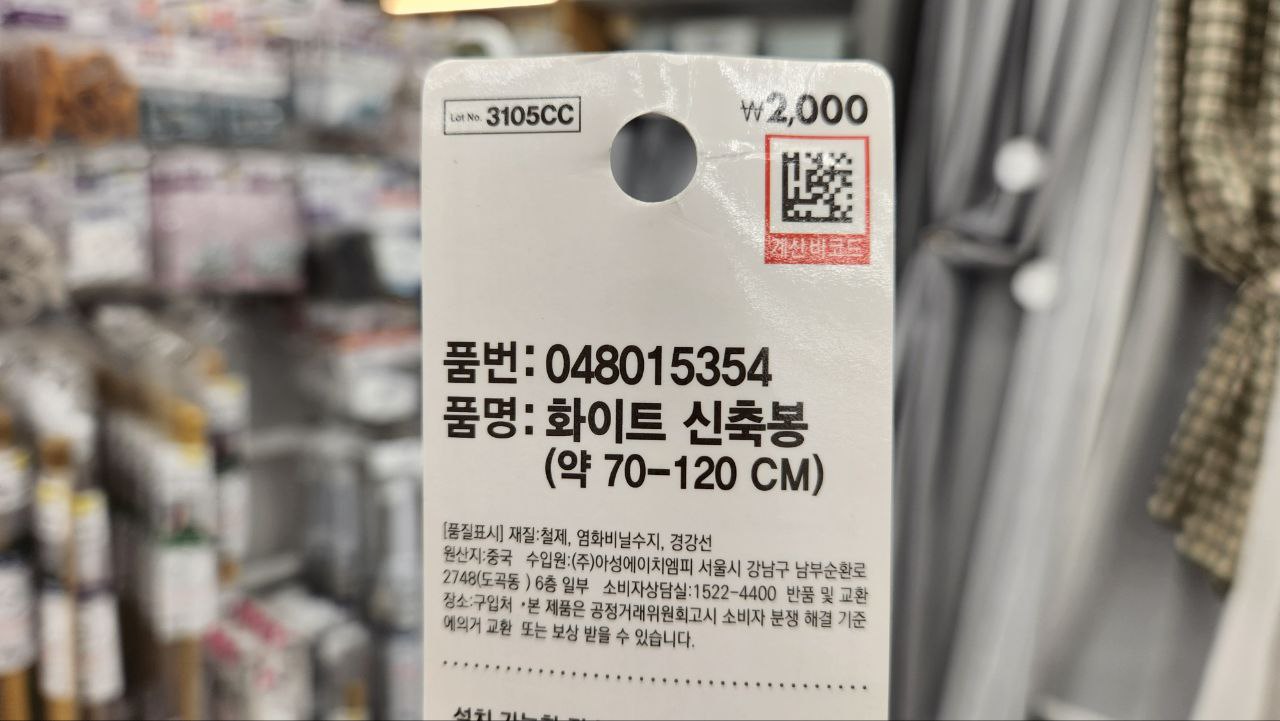 Lot No. 3105CC
₩2,000
계산바코드
품번: 048015354
품명: 화이트 신축봉
(약 70-120 CM)
[품질표시] 재질:철제, 염화비닐수지, 경강선
원산지:중국 수입원:(주)아성에이치엠피 서울시 강남구 남부순환로
2748(도곡동 ) 6층 일부 소비자상담실:1522-4400 반품 및 교환
장소:구입처 •본 제품은 공정거래위원회고시 소비자 분쟁 해결 기준
에의거 교환 또는 보상 받을 수 있습니다.
설치 가능한